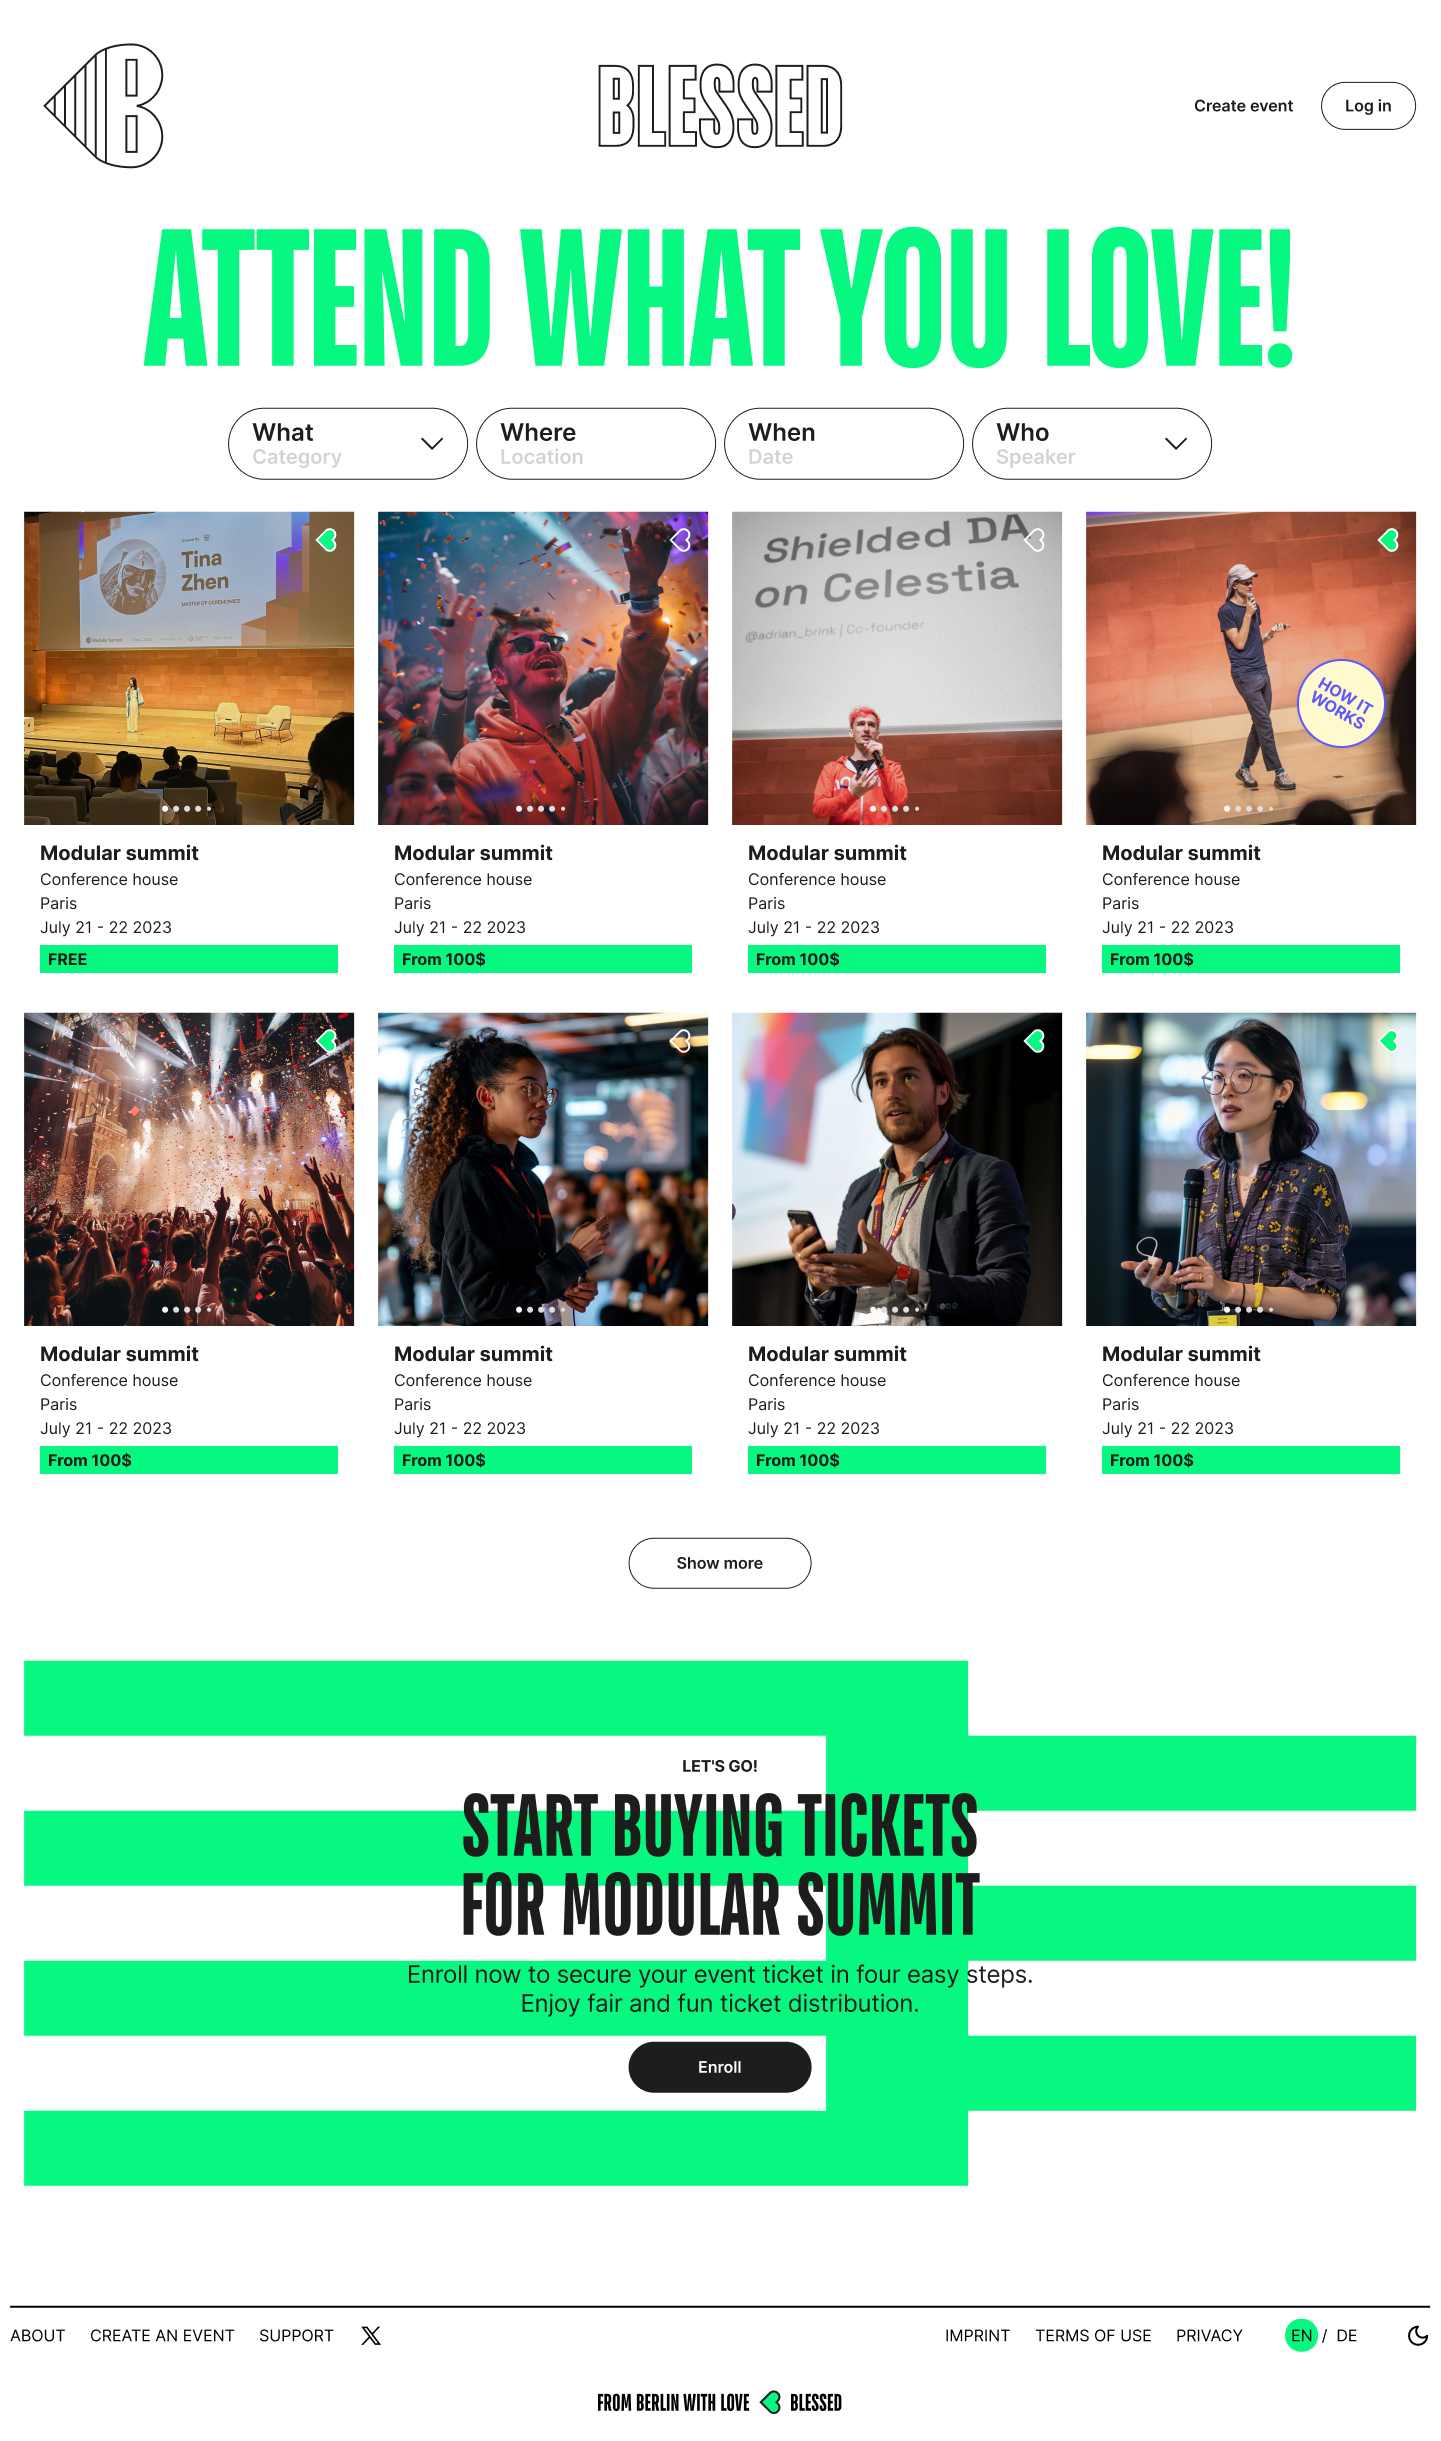 B
BLESSED
Create event
Log in
ATTEND WHAT YOU LOVE!
What
Category
Where
Location
When
Date
Who
Speaker
Tina
Zhen
MASTER OF CEREMONIES
Modular Summit
Shielded DA
on Celestia
@adrian_brink | Co-founder
HOW IT
WORKS
Modular summit
Conference house
Paris
July 21 - 22 2023
FREE
Modular summit
Conference house
Paris
July 21 - 22 2023
From 100$
Modular summit
Conference house
Paris
July 21 - 22 2023
From 100$
Modular summit
Conference house
Paris
July 21 - 22 2023
From 100$
Modular summit
Conference house
Paris
July 21 - 22 2023
From 100$
Modular summit
Conference house
Paris
July 21 - 22 2023
From 100$
Modular summit
Conference house
Paris
July 21 - 22 2023
From 100$
Modular summit
Conference house
Paris
July 21 - 22 2023
From 100$
Show more
LET'S GO!
START BUYING TICKETS
FOR MODULAR SUMMIT
Enroll now to secure your event ticket in four easy steps.
Enjoy fair and fun ticket distribution.
Enroll
ABOUT CREATE AN EVENT SUPPORT X
IMPRINT TERMS OF USE PRIVACY EN / DE
FROM BERLIN WITH LOVE BLESSED